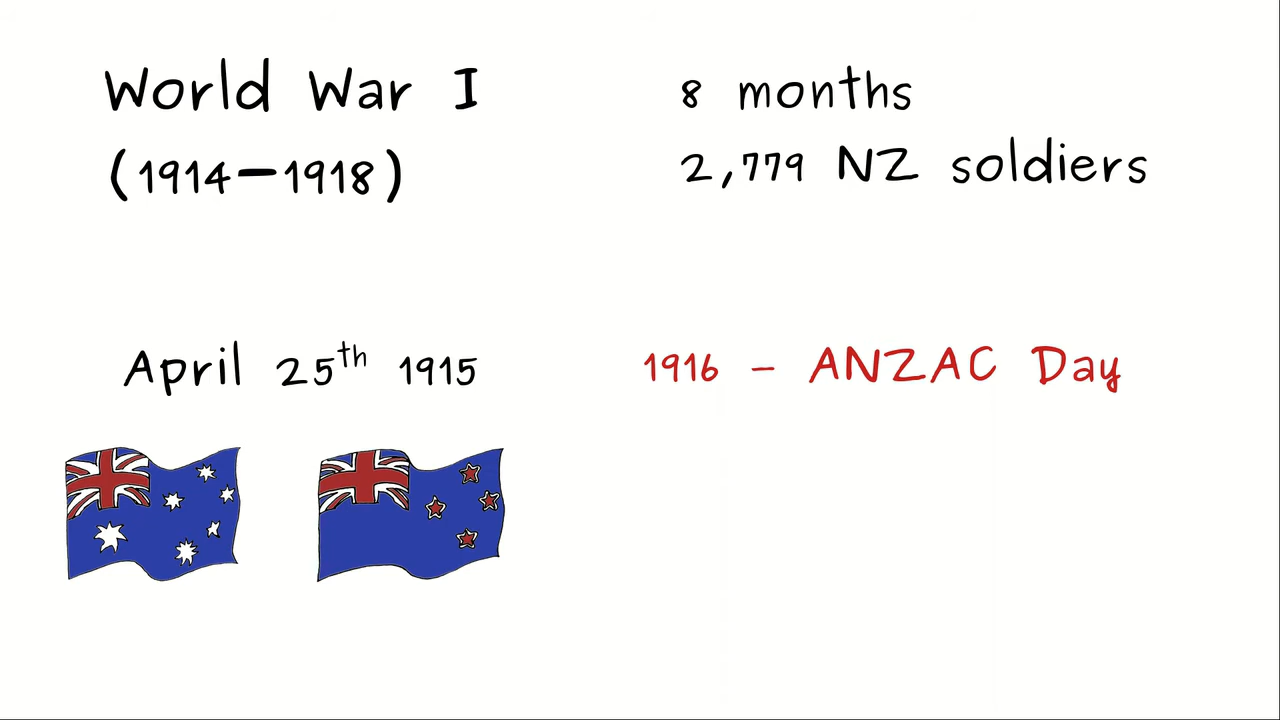 World War I
(1914-1918)
8 months
2,779 NZ soldiers
April 25th 1915
1916 - ANZAC Day